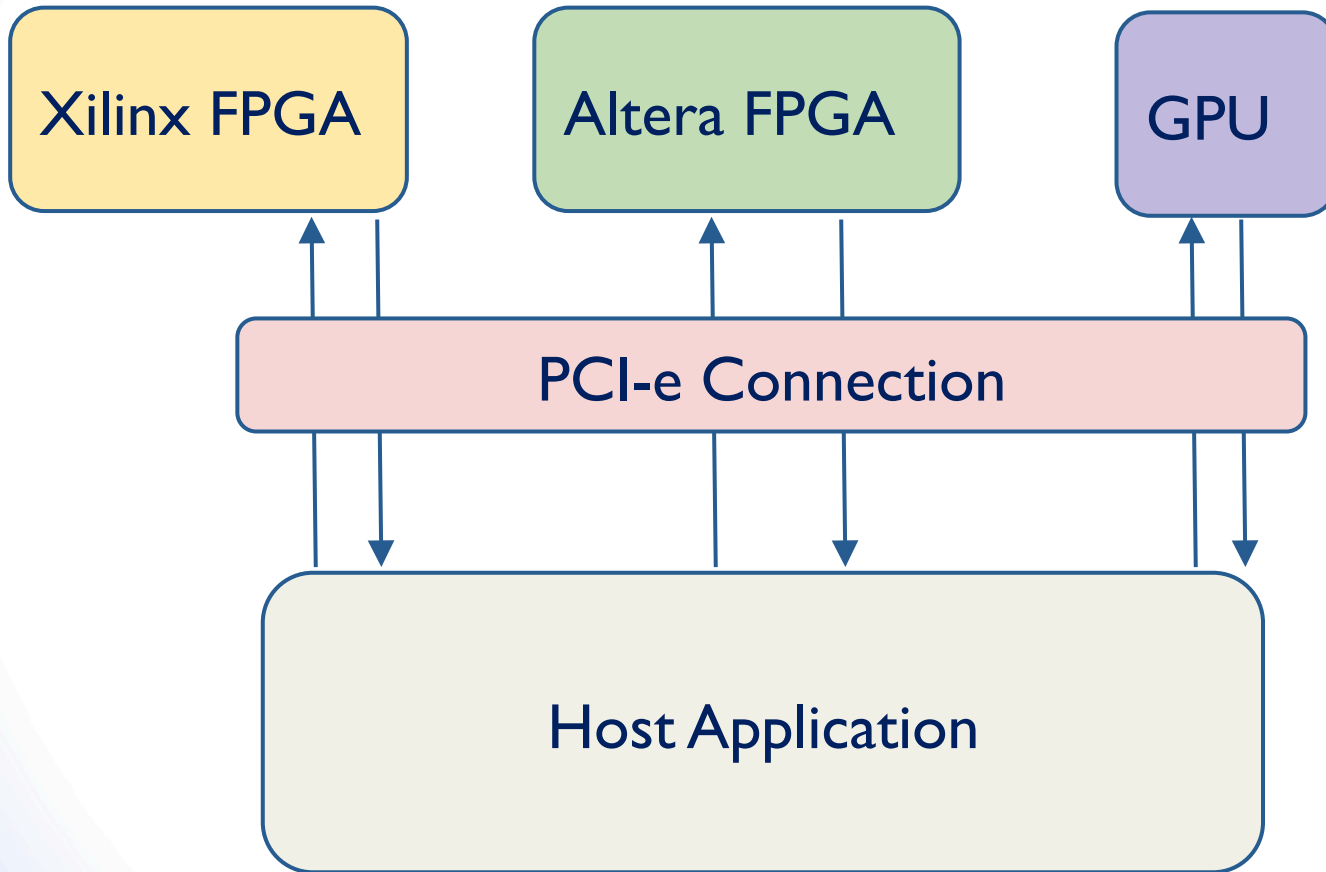 Xilinx FPGA
Altera FPGA
GPU
PCI-e Connection
Host Application